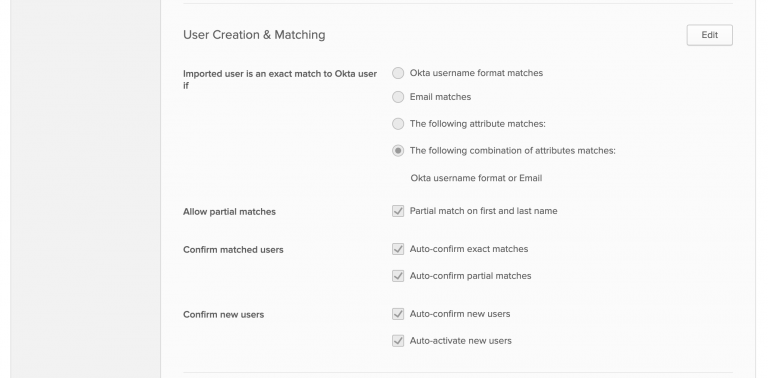 User Creation & Matching
Edit
Imported user is an exact match to Okta user
if
Okta username format matches
Email matches
The following attribute matches:
The following combination of attributes matches:
Okta username format or Email
Allow partial matches
Partial match on first and last name
Confirm matched users
Auto-confirm exact matches
Auto-confirm partial matches
Confirm new users
Auto-confirm new users
Auto-activate new users